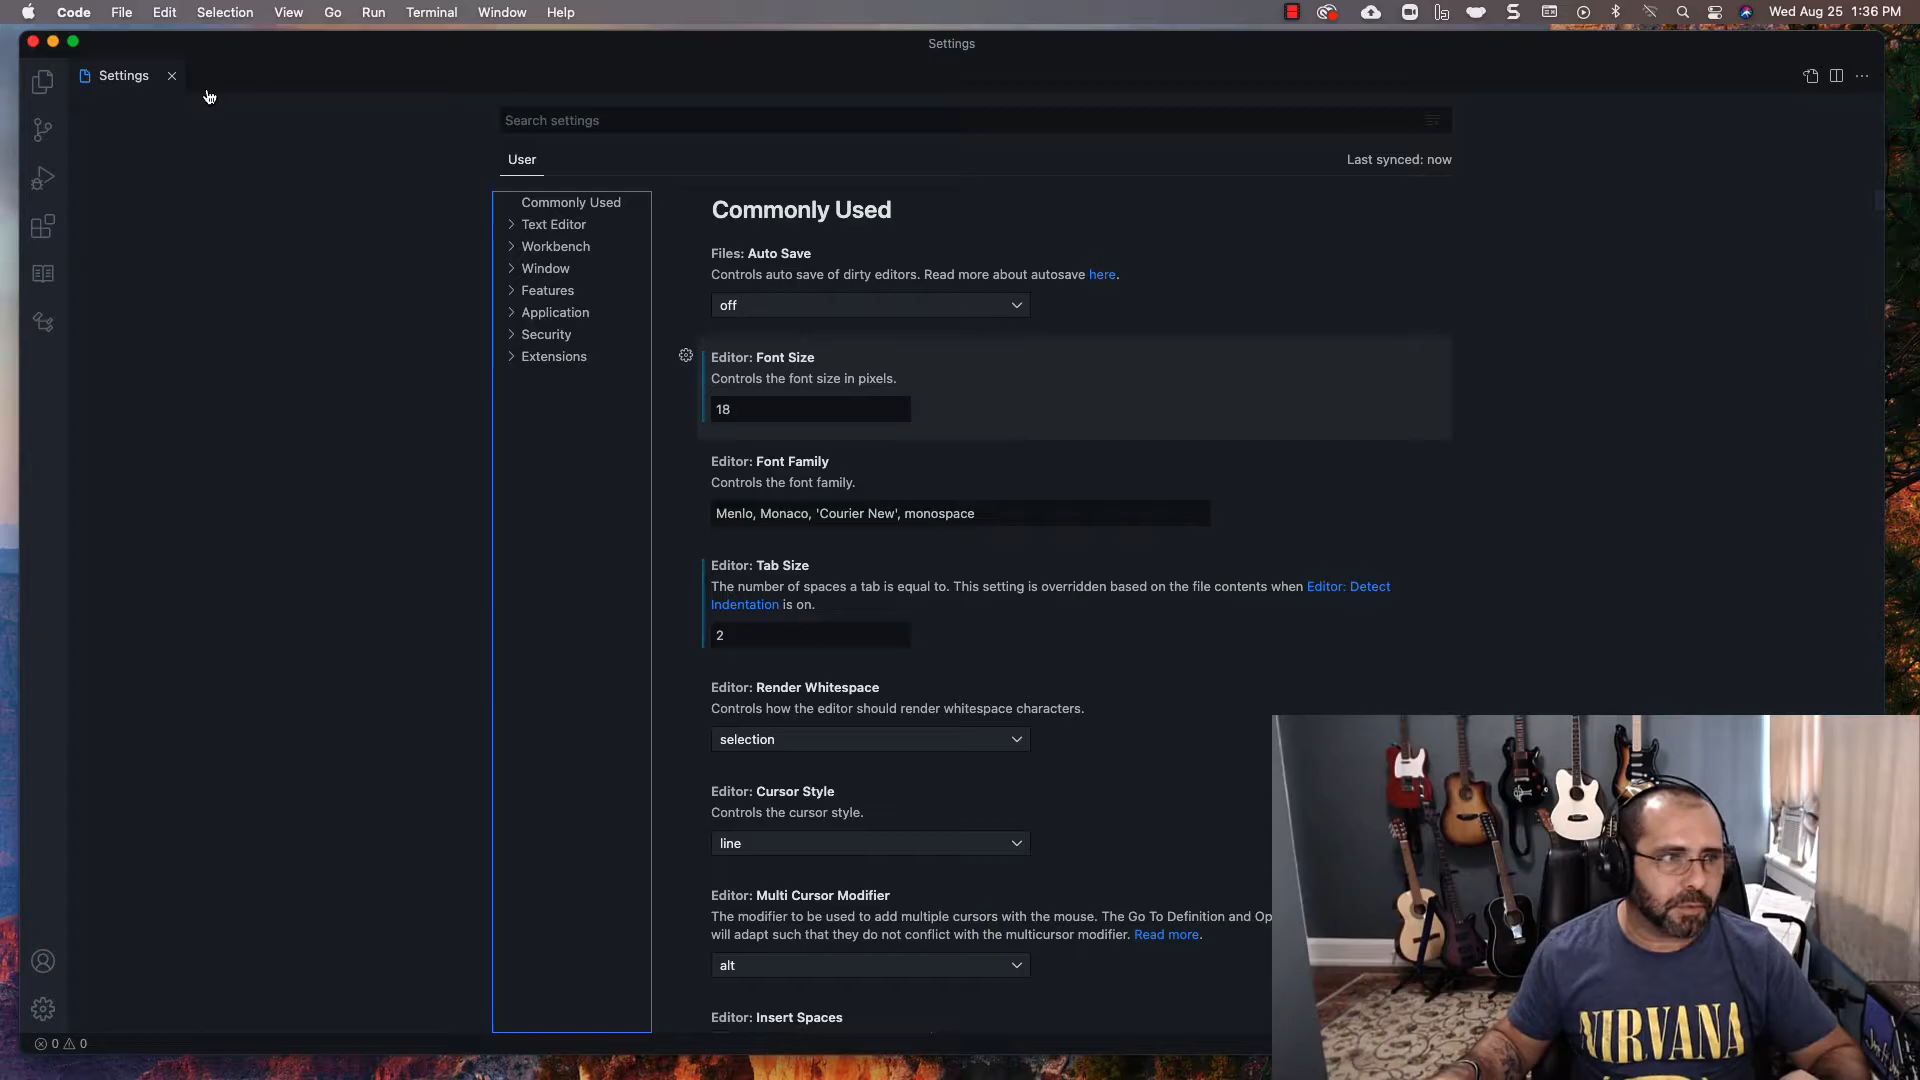 Code File Edit Selection View Go Run Terminal Window Help
Wed Aug 25 1:36 PM
Settings
Settings
Search settings
User
Last synced: now
Commonly Used
Text Editor
Workbench
Window
Features
Application
Security
Extensions
Commonly Used
Files: Auto Save
Controls auto save of dirty editors. Read more about autosave here.
off
Editor: Font Size
Controls the font size in pixels.
18
Editor: Font Family
Controls the font family.
Menlo, Monaco, 'Courier New', monospace
Editor: Tab Size
The number of spaces a tab is equal to. This setting is overridden based on the file contents when Editor: Detect
Indentation is on.
2
Editor: Render Whitespace
Controls how the editor should render whitespace characters.
selection
Editor: Cursor Style
Controls the cursor style.
line
Editor: Multi Cursor Modifier
The modifier to be used to add multiple cursors with the mouse. The Go To Definition and Op
will adapt such that they do not conflict with the multicursor modifier. Read more.
alt
Editor: Insert Spaces
0 0
NIRVANA